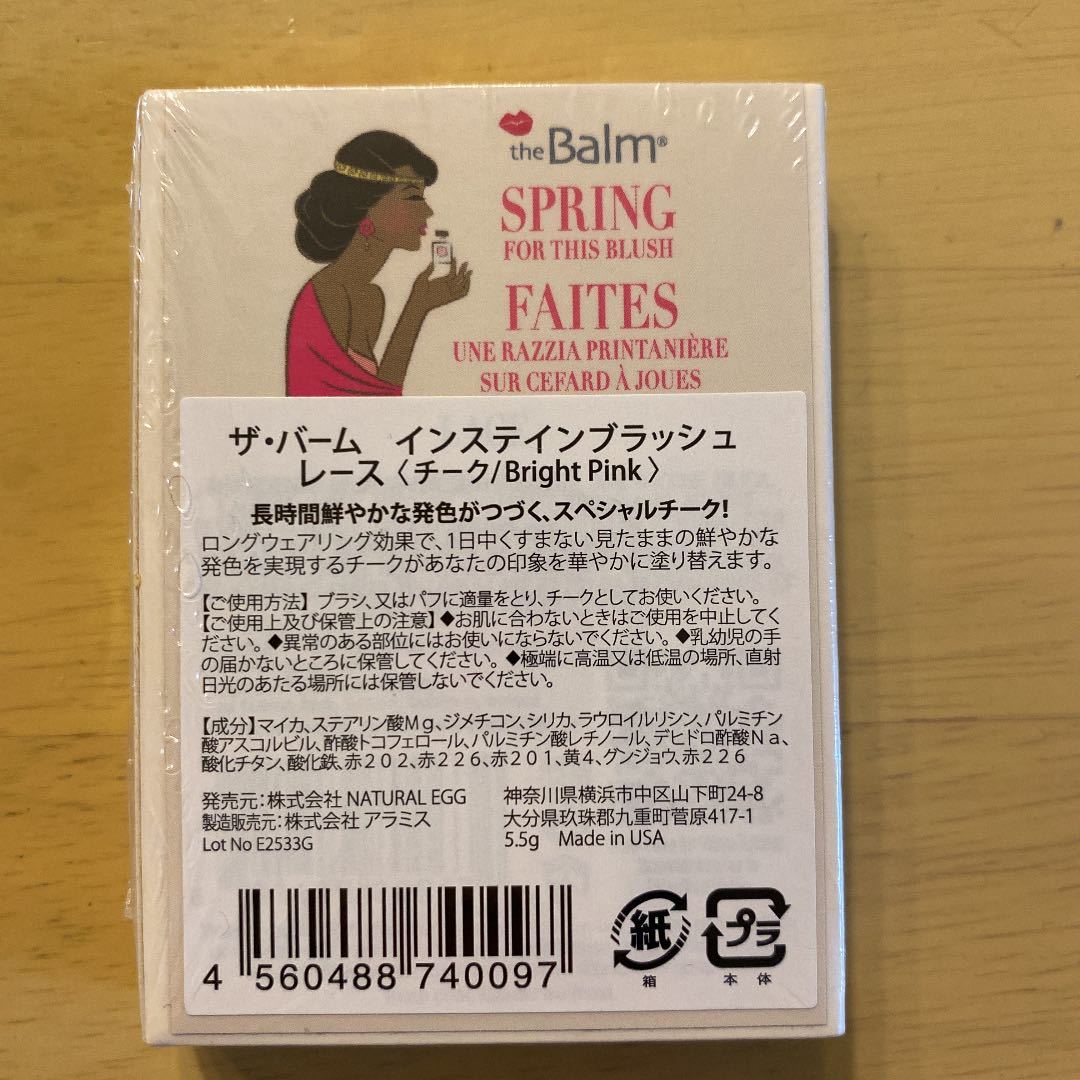 the Balm®
SPRING
FOR THIS BLUSH
FAITES
UNE RAZZIA PRINTANIÈRE
SUR CEFARD À JOUES
ザ・バーム　インステインブラッシュ
レース〈チーク/Bright Pink〉
長時間鮮やかな発色がつづく、スペシャルチーク!
ロングウェアリング効果で、1日中くすまない見たままの鮮やかな
発色を実現するチークがあなたの印象を華やかに塗り替えます。
【ご使用方法】ブラシ、又はパフに適量をとり、チークとしてお使いください。
【ご使用上及び保管上の注意】◆お肌に合わないときはご使用を中止してく
ださい。◆異常のある部位にはお使いにならないでください。◆乳幼児の手
の届かないところに保管してください。◆極端に高温又は低温の場所、直射
日光のあたる場所には保管しないでください。
【成分】マイカ、ステアリン酸Ｍｇ、ジメチコン、シリカ、ラウロイルリシン、パルミチン
酸アスコルビル、酢酸トコフェロール、パルミチン酸レチノール、デヒドロ酢酸Ｎａ、
酸化チタン、酸化鉄、赤２０２、赤２２６、赤２０１、黄４、グンジョウ、赤２２６
発売元：株式会社 NATURAL EGG　神奈川県横浜市中区山下町24-8
製造販売元：株式会社 アラミス　大分県玖珠郡九重町菅原417-1
Lot No E2533G　5.5g　Made in USA
4 560488 740097
紙
箱
プラ
本体